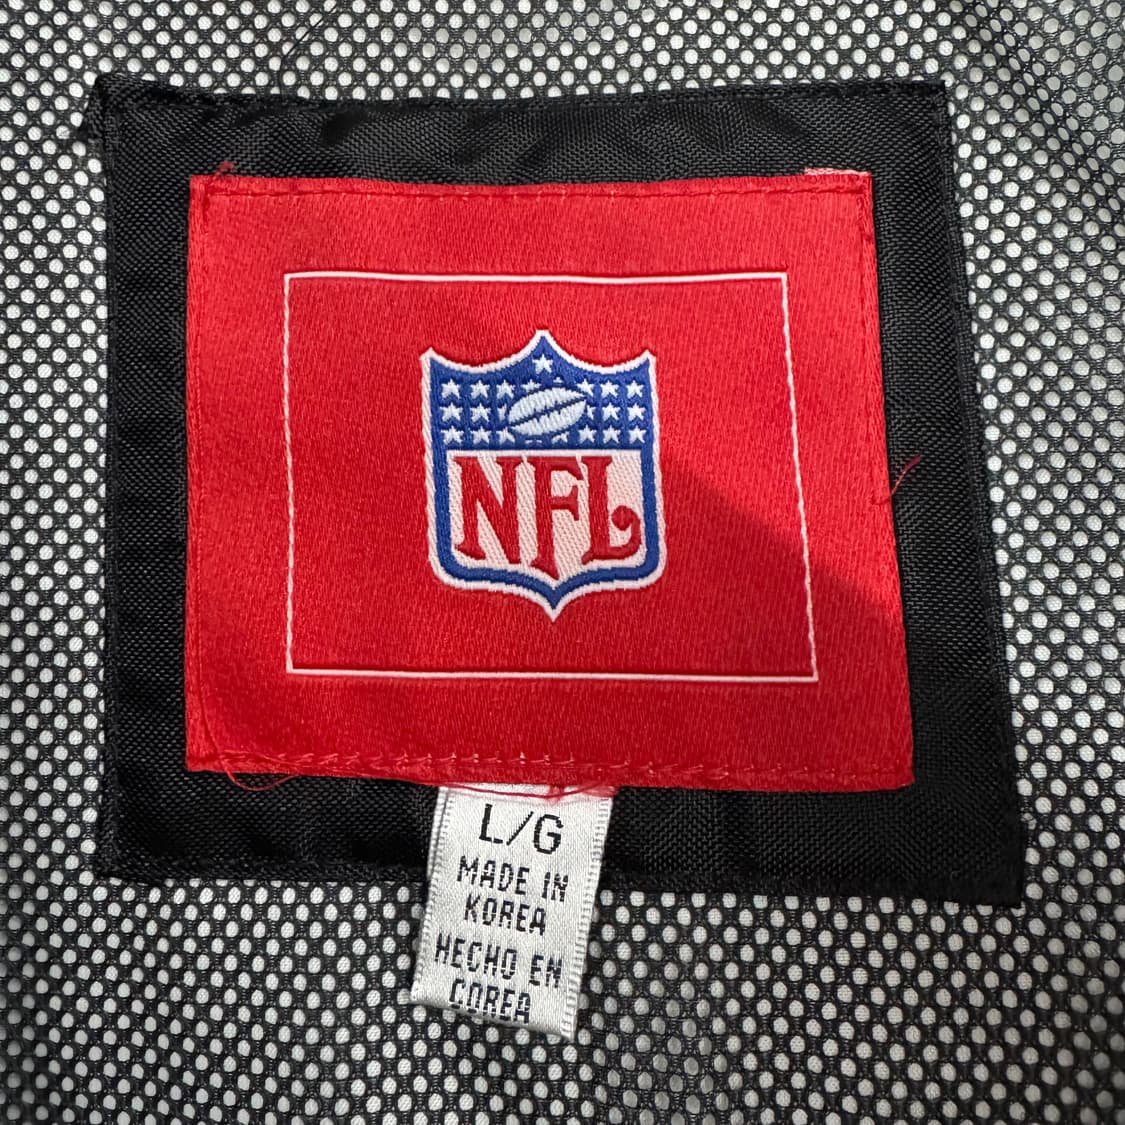 NFL
L/G
MADE IN
KOREA
HECHO EN
COREA